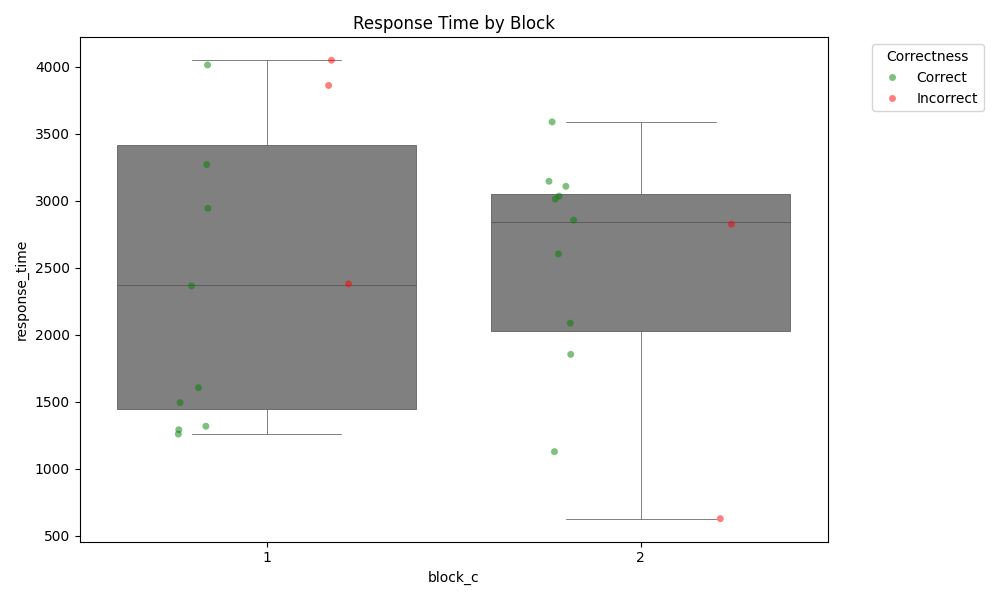 Response Time by Block
Correctness
Correct
Incorrect
4000
3500
3000
2500
2000
1500
1000
500
response_time
1
2
block_c